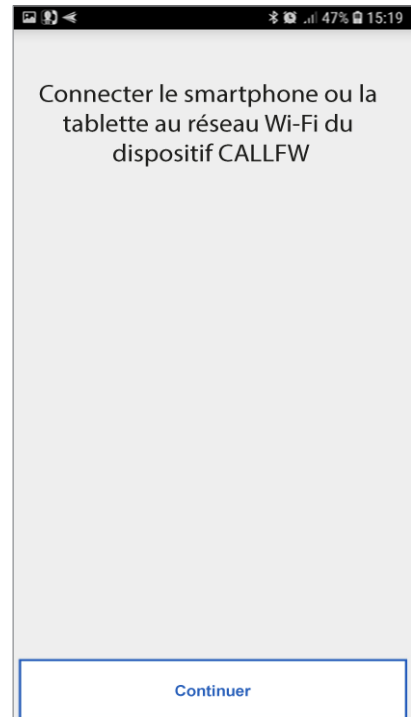 47% 15:19
Connecter le smartphone ou la
tablette au réseau Wi-Fi du
dispositif CALLFW
Continuer